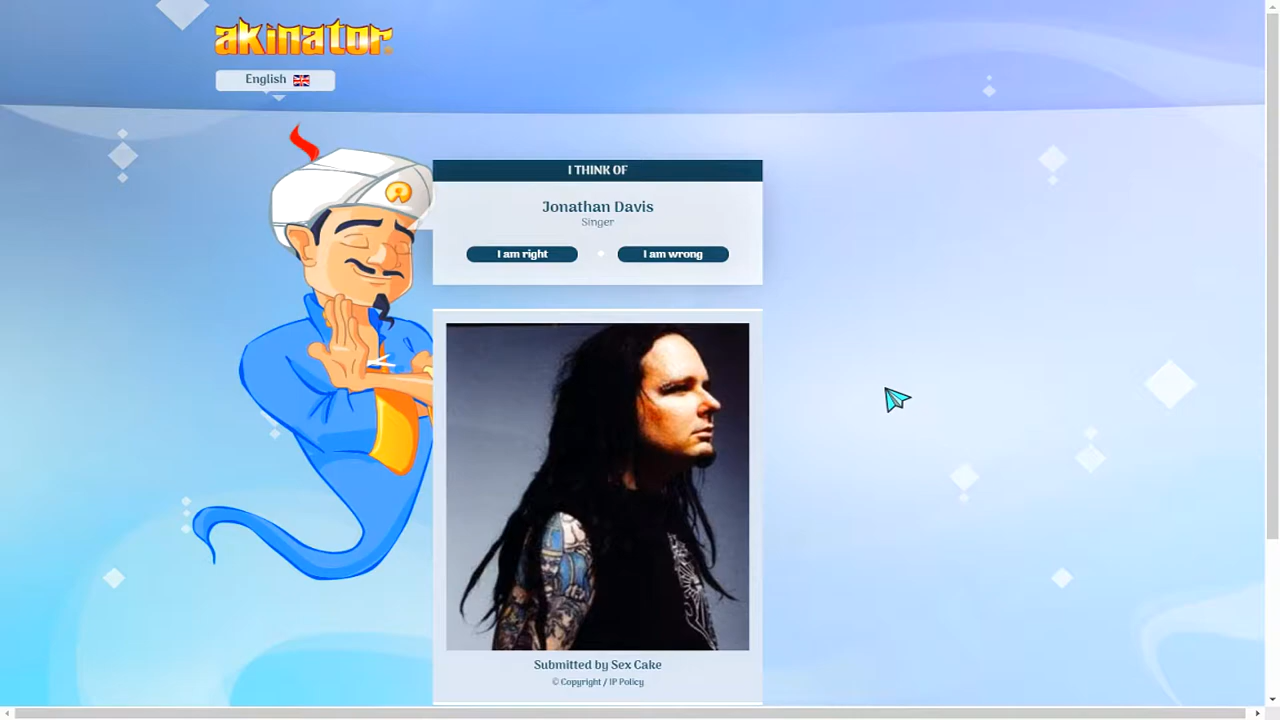 akinator
English
I THINK OF
Jonathan Davis
Singer
I am right
I am wrong
Submitted by Sex Cake
© Copyright / IP Policy